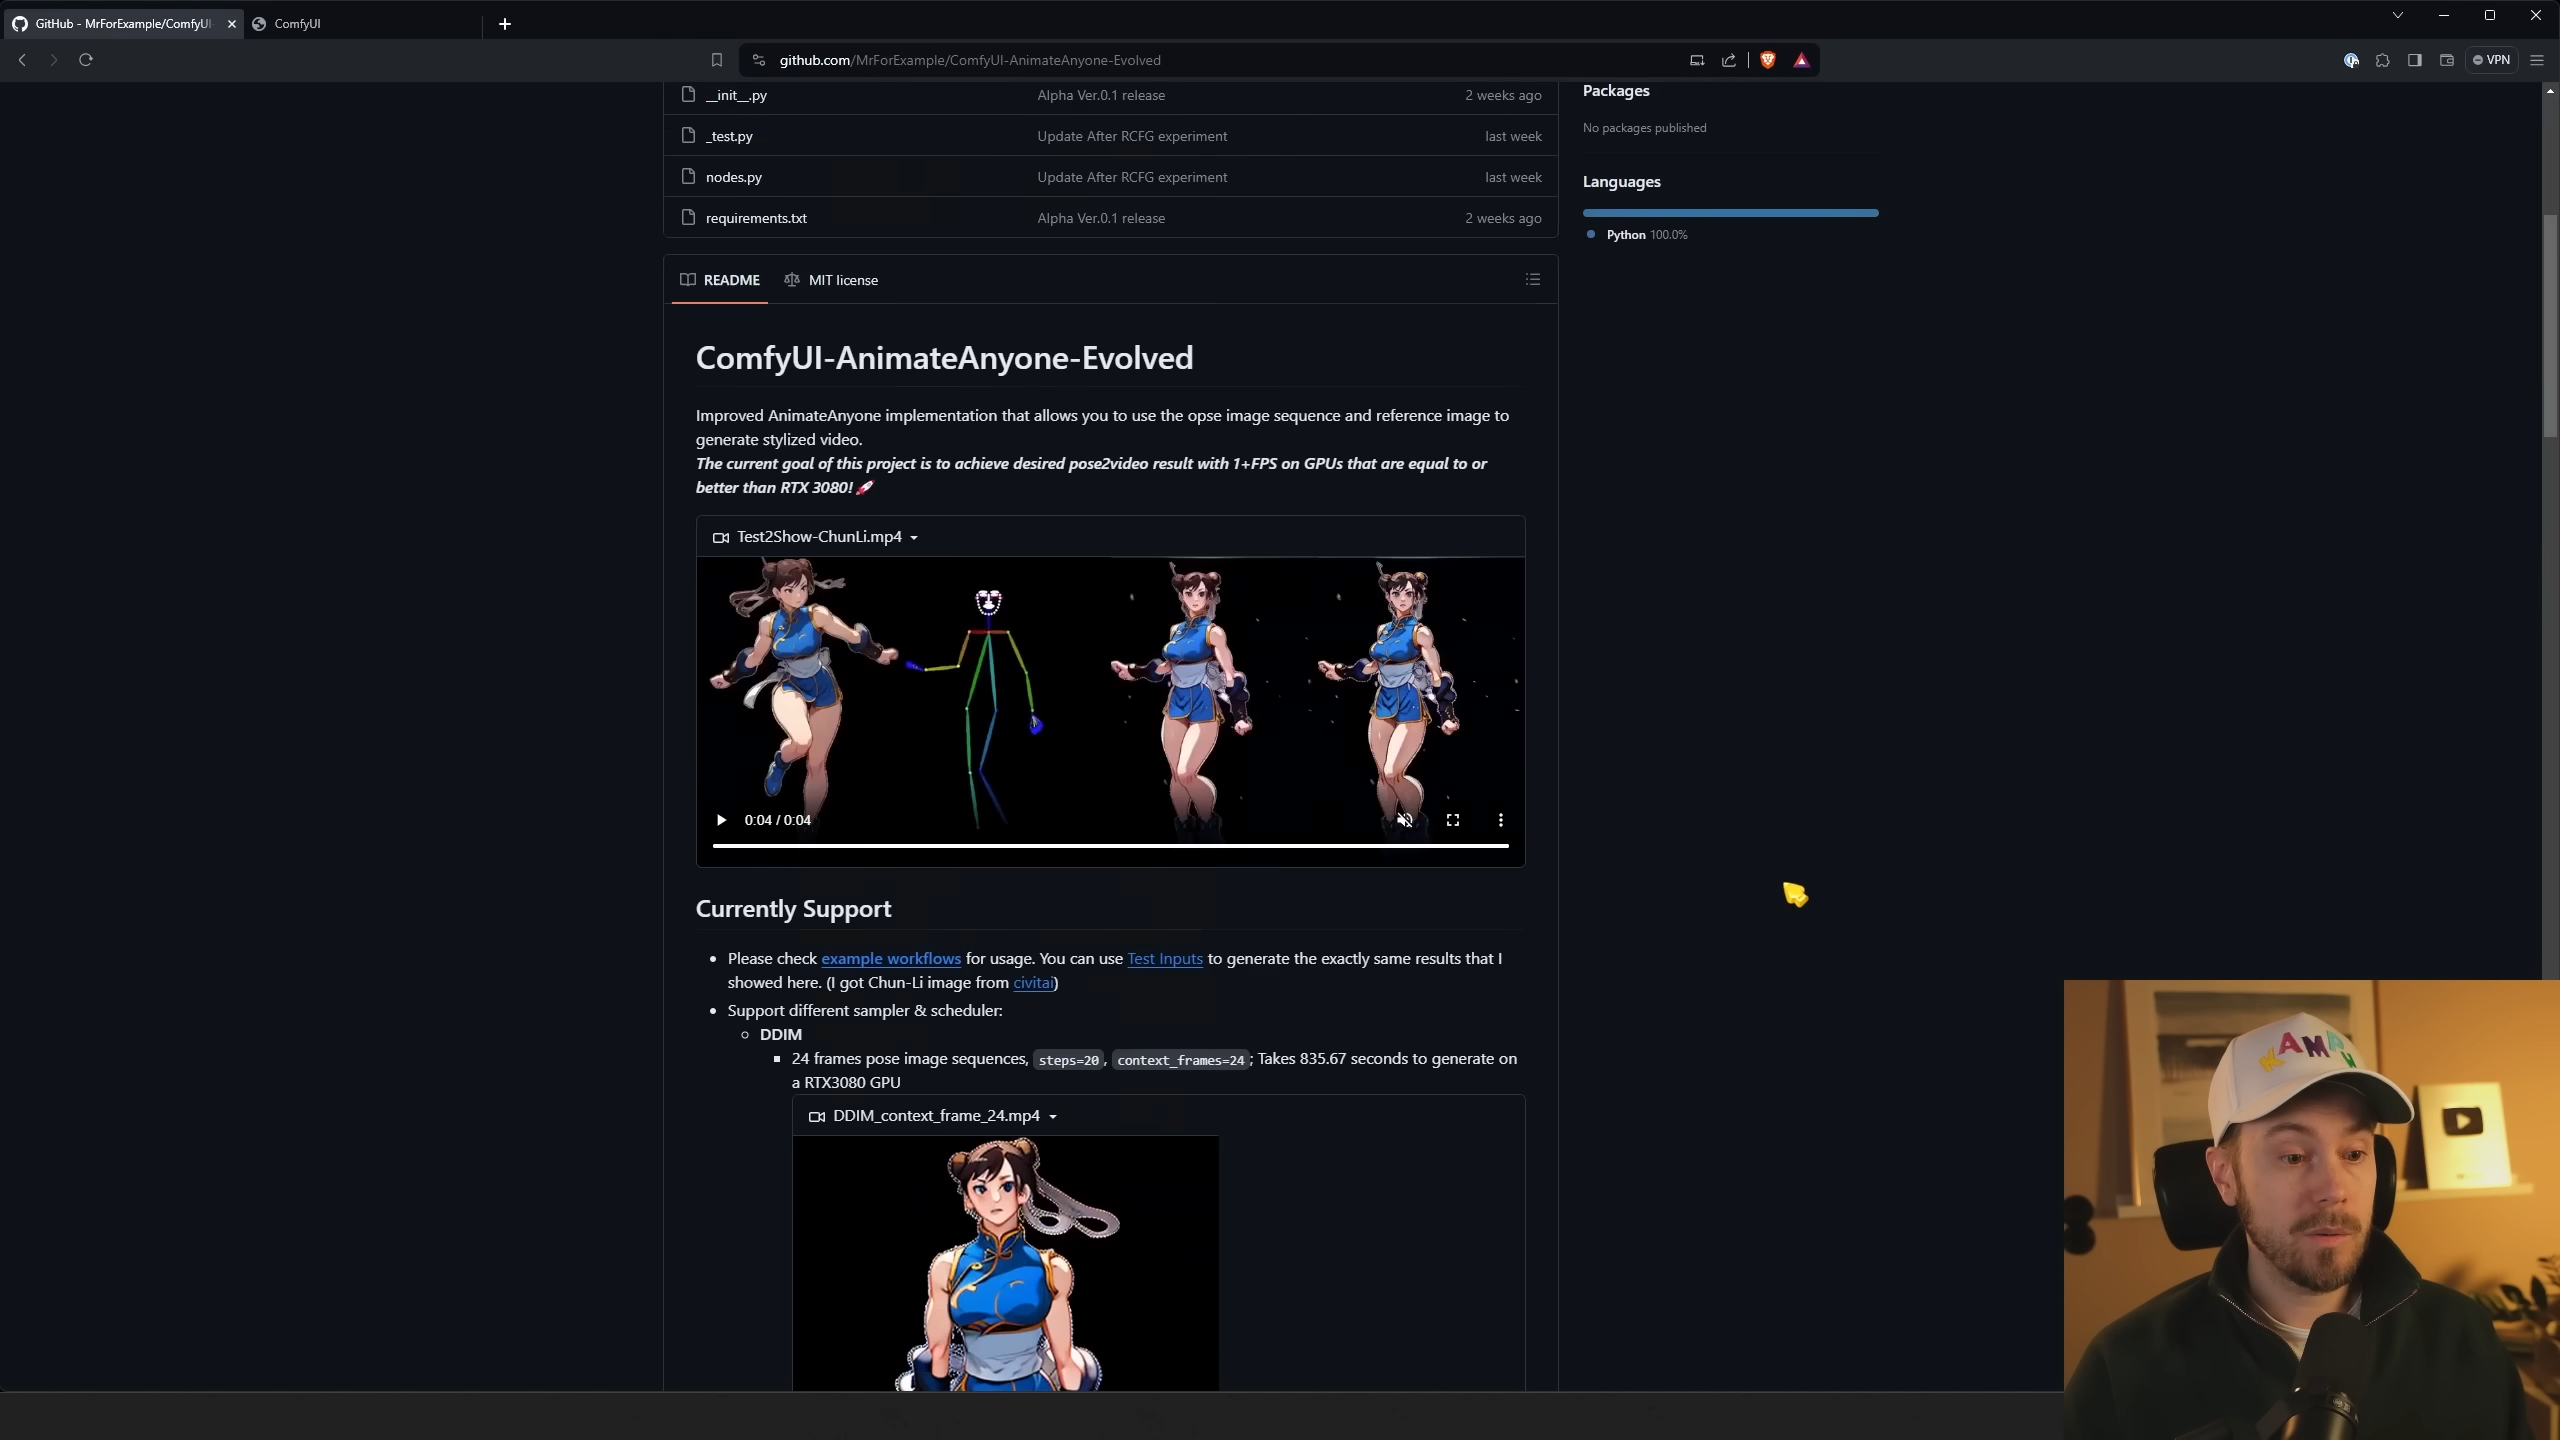 GitHub - MrForExample/ComfyUI-
ComfyUI
github.com/MrForExample/ComfyUI-AnimateAnyone-Evolved
VPN
__init__.py Alpha Ver.0.1 release 2 weeks ago
_test.py Update After RCFG experiment last week
nodes.py Update After RCFG experiment last week
requirements.txt Alpha Ver.0.1 release 2 weeks ago
Packages
No packages published
Languages
Python 100.0%
README MIT license
ComfyUI-AnimateAnyone-Evolved
Improved AnimateAnyone implementation that allows you to use the opse image sequence and reference image to
generate stylized video.
The current goal of this project is to achieve desired pose2video result with 1+FPS on GPUs that are equal to or
better than RTX 3080!🚀
Test2Show-ChunLi.mp4
0:04 / 0:04
Currently Support
Please check example workflows for usage. You can use Test Inputs to generate the exactly same results that I
showed here. (I got Chun-Li image from civitai)
Support different sampler & scheduler:
DDIM
24 frames pose image sequences, steps=20, context_frames=24; Takes 835.67 seconds to generate on
a RTX3080 GPU
DDIM_context_frame_24.mp4